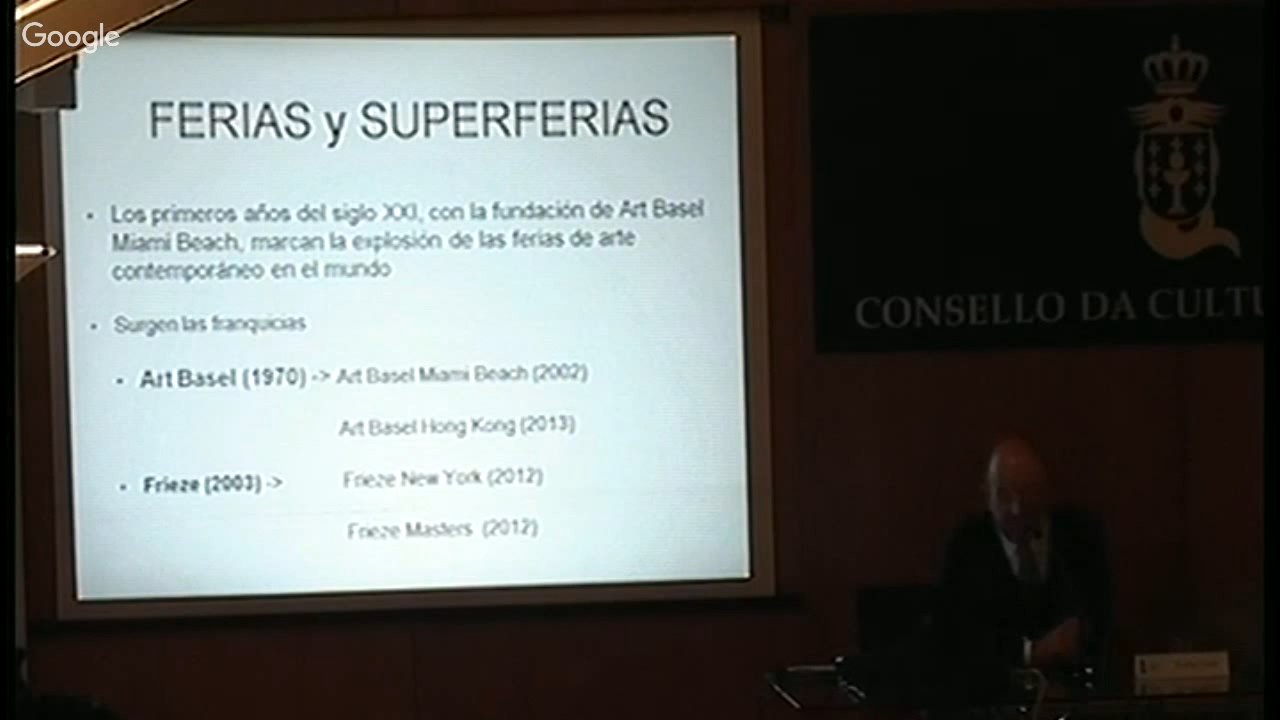 Google
FERIAS y SUPERFERIAS
• Los primeros años del siglo XXI, con la fundación de Art Basel
Miami Beach, marcan la explosión de las ferias de arte
contemporáneo en el mundo
• Surgen las franquicias
• Art Basel (1970) -> Art Basel Miami Beach (2002)
Art Basel Hong Kong (2013)
• Frieze (2003) -> Frieze New York (2012)
Frieze Masters (2012)
CONSELLO DA CULTU